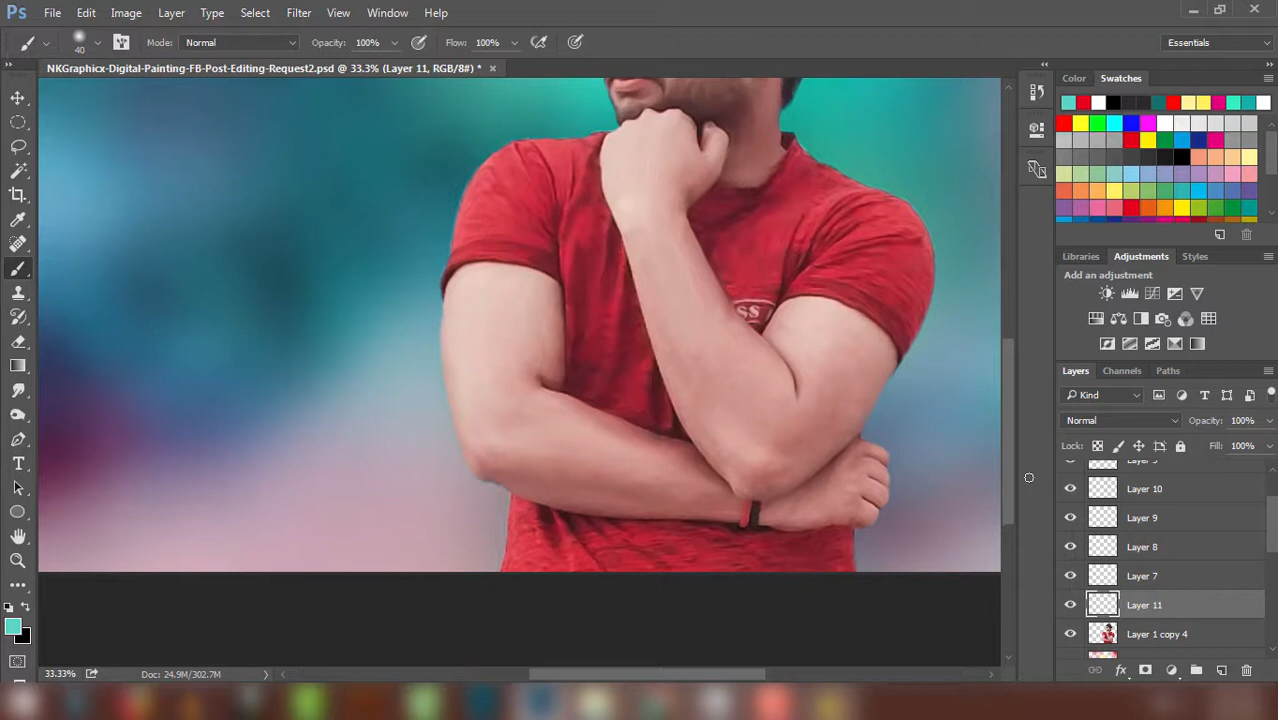 Ps File Edit Image Layer Type Select Filter View Window Help
40 Mode: Normal Opacity: 100% Flow: 100% Essentials
NKGraphicx-Digital-Painting-FB-Post-Editing-Request2.psd @ 33.3% (Layer 11, RGB/8#) *
Color Swatches
Libraries Adjustments Styles
Add an adjustment
SS
Layers Channels Paths
Kind
Normal Opacity: 100%
Lock: Fill: 100%
Layer 10
Layer 9
Layer 8
Layer 7
Layer 11
Layer 1 copy 4
33.33% Doc: 24.9M/302.7M